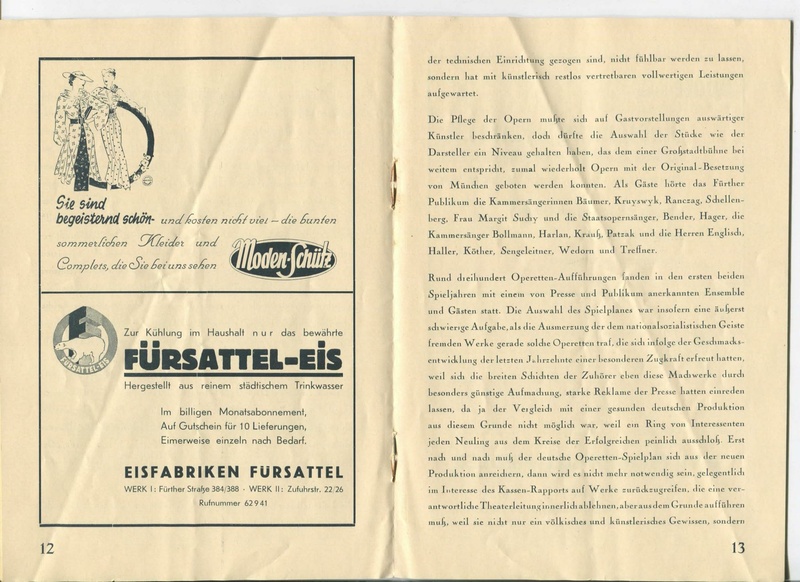 Sie sind
begeisternd schön- und kosten nicht viel – die bunten
sommerlichen Kleider und
Complets, die Sie bei uns sehen
Moden-Schütz
FÜRSATTEL-EIS
Zur Kühlung im Haushalt nur das bewährte
FÜRSATTEL-EIS
Hergestellt aus reinem städtischem Trinkwasser
Im billigen Monatsabonnement,
Auf Gutschein für 10 Lieferungen,
Eimerweise einzeln nach Bedarf.
EISFABRIKEN FÜRSATTEL
WERK I: Fürther Straße 384/388 · WERK II: Zufuhrstr. 22/26
Rufnummer 62941
12
der technischen Einrichtung gezogen sind, nicht fühlbar werden zu lassen,
sondern hat mit künstlerisch restlos vertretbaren vollwertigen Leistungen
aufgewartet.
Die Pflege der Opern mußte sich auf Gastvorstellungen auswärtiger
Künstler beschränken, doch dürfte die Auswahl der Stücke wie der
Darsteller ein Niveau gehalten haben, das dem einer Großstadtbühne bei
weitem entspricht, zumal wiederholt Opern mit der Original-Besetzung
von München geboten werden konnten. Als Gäste hörte das Fürther
Publikum die Kammersängerinnen Bäumer, Kruyswyk, Ranczag, Schellen-
berg, Frau Margit Suchy und die Staatsopernsänger, Bender, Hager, die
Kammersänger Bollmann, Harlan, Krauß, Patzak und die Herren Englisch,
Haller, Köther, Sengeleitner, Wedorn und Treffner.
Rund dreihundert Operetten-Aufführungen fanden in den ersten beiden
Spieljahren mit einem von Presse und Publikum anerkannten Ensemble
und Gästen statt. Die Auswahl des Spielplanes war insofern eine äußerst
schwierige Aufgabe, als die Ausmerzung der dem nationalsozialistischen Geiste
fremden Werke gerade solche Operetten traf, die sich infolge der Geschmacks-
entwicklung der letzten Jahrzehnte einer besonderen Zugkraft erfreut hatten,
weil sich die breiten Schichten der Zuhörer eben diese Machwerke durch
besonders günstige Aufmachung, starke Reklame der Presse hatten einreden
lassen, da ja der Vergleich mit einer gesunden deutschen Produktion
aus diesem Grunde nicht möglich war, weil ein Ring von Interessenten
jeden Neuling aus dem Kreise der Erfolgreichen peinlich ausschloß. Erst
nach und nach muß der deutsche Operetten-Spielplan sich aus der neuen
Produktion anreichern, dann wird es nicht mehr notwendig sein, gelegentlich
im Interesse des Kassen-Rapports auf Werke zurückzugreifen, die eine ver-
antwortliche Theaterleitung innerlich ablehnen, aber aus dem Grunde aufführen
muß, weil sie nicht nur ein völkisches und künstlerisches Gewissen, sondern
13